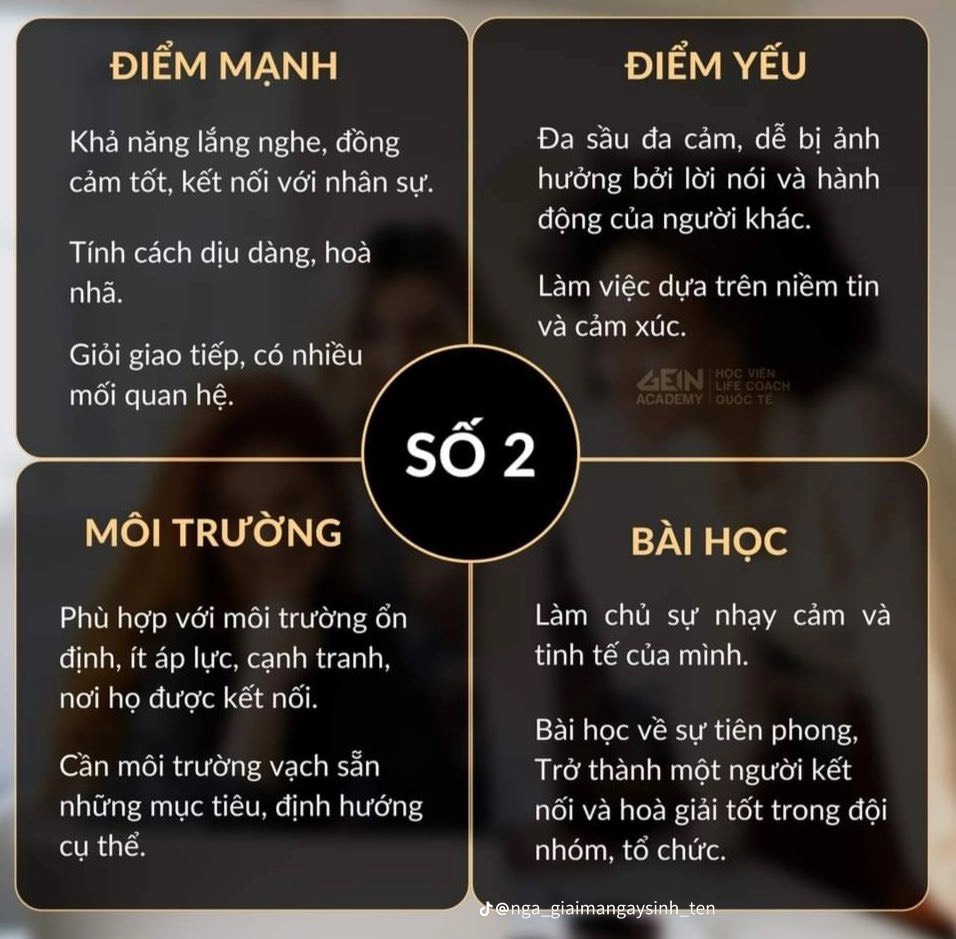 ĐIỂM MẠNH
Khả năng lắng nghe, đồng
cảm tốt, kết nối với nhân sự.
Tính cách dịu dàng, hoà
nhã.
Giỏi giao tiếp, có nhiều
mối quan hệ.
ĐIỂM YẾU
Đa sầu đa cảm, dễ bị ảnh
hưởng bởi lời nói và hành
động của người khác.
Làm việc dựa trên niềm tin
và cảm xúc.
GEIN
ACADEMY
HỌC VIỆN
LIFE COACH
QUỐC TẾ
SỐ 2
MÔI TRƯỜNG
Phù hợp với môi trường ổn
định, ít áp lực, cạnh tranh,
nơi họ được kết nối.
Cần môi trường vạch sẵn
những mục tiêu, định hướng
cụ thể.
BÀI HỌC
Làm chủ sự nhạy cảm và
tinh tế của mình.
Bài học về sự tiên phong,
Trở thành một người kết
nối và hoà giải tốt trong đội
nhóm, tổ chức.
@nga_giaimangaysinh_ten